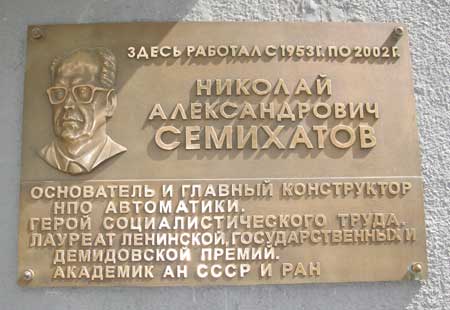 ЗДЕСЬ РАБОТАЛ С 1953Г. ПО 2002Г.
НИКОЛАЙ
АЛЕКСАНДРОВИЧ
СЕМИХАТОВ
ОСНОВАТЕЛЬ И ГЛАВНЫЙ КОНСТРУКТОР
НПО АВТОМАТИКИ.
ГЕРОЙ СОЦИАЛИСТИЧЕСКОГО ТРУДА.
ЛАУРЕАТ ЛЕНИНСКОЙ, ГОСУДАРСТВЕННЫХ И
ДЕМИДОВСКОЙ ПРЕМИЙ.
АКАДЕМИК АН СССР И РАН